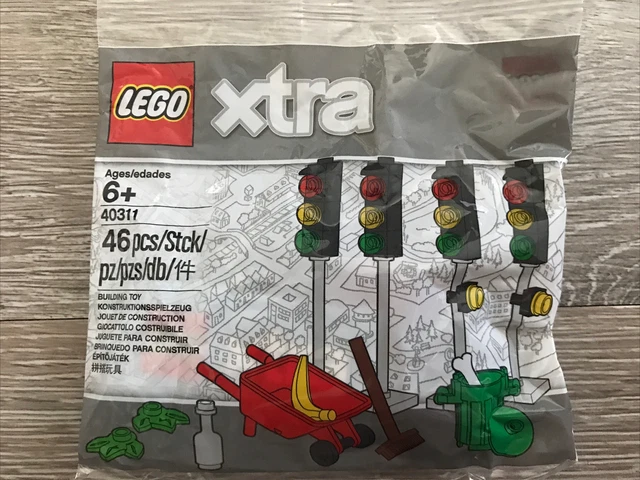 LEGO
xtra
Ages/edades
6+
40311
46 pcs/Stck/
pz/pzs/db/件
BUILDING TOY
KONSTRUKTIONSSPIELZEUG
JOUET DE CONSTRUCTION
GIOCATTOLO COSTRUIBILE
JUGUETE PARA CONSTRUIR
BRINQUEDO PARA CONSTRUIR
ÉPÍTŐJÁTÉK
拼搭玩具